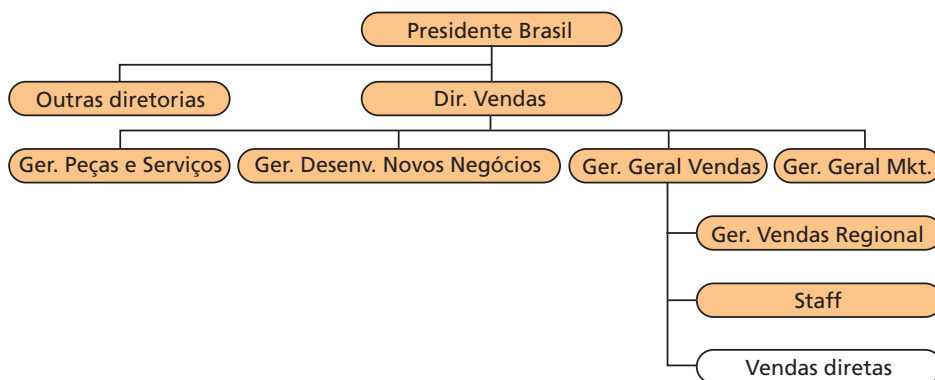 Presidente Brasil
Outras diretorias
Dir. Vendas
Ger. Peças e Serviços
Ger. Desenv. Novos Negócios
Ger. Geral Vendas
Ger. Geral Mkt.
Ger. Vendas Regional
Staff
Vendas diretas